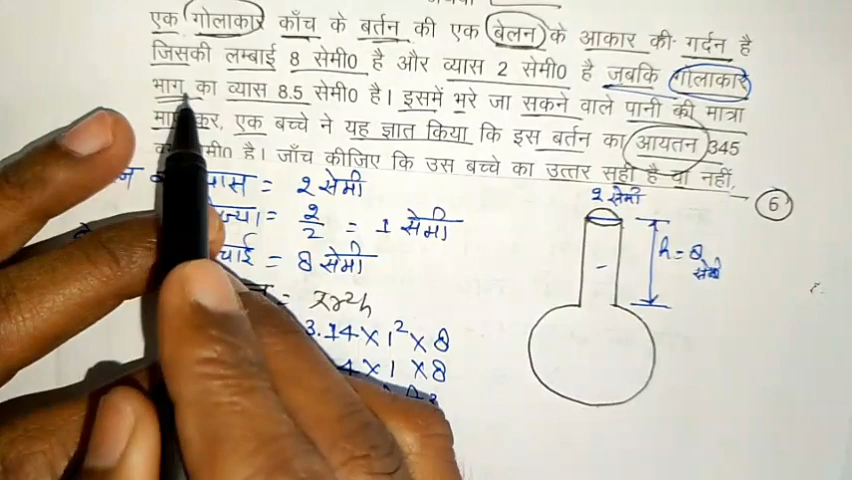 एक गोलाकार काँच के बर्तन की एक बेलन के आकार की गर्दन है
जिसकी लम्बाई 8 सेमी0 है और व्यास 2 सेमी0 है जबकि गोलाकार
भाग का व्यास 8.5 सेमी0 है। इसमें भरे जा सकने वाले पानी की मात्रा
कर, एक बच्चे ने यह ज्ञात किया कि इस बर्तन का आयतन 345
है। जाँच कीजिए कि उस बच्चे का उत्तर सही है या नहीं,
6
= 2 सेमी
2 सेमी
= 2/2 = 1 सेमी
h = 8 सेमी
= 8 सेमी
= πr²h
3.14 × 1² × 8
4 × 1 × 8